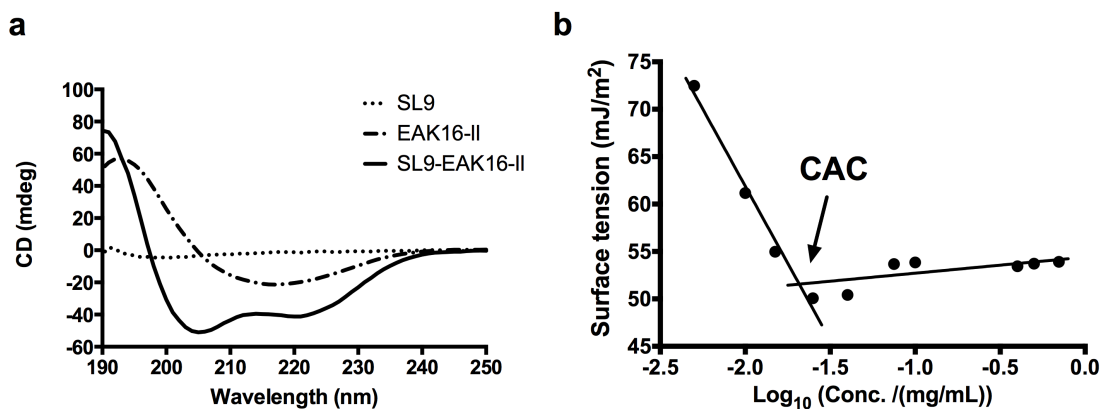 a
CD (mdeg)
100
80
60
40
20
0
-20
-40
-60
190
200
210
220
230
240
250
Wavelength (nm)
SL9
EAK16-II
SL9-EAK16-II
b
Surface tension (mJ/m²)
75
70
65
60
55
50
45
-2.5
-2.0
-1.5
-1.0
-0.5
0.0
Log₁₀ (Conc. /(mg/mL))
CAC